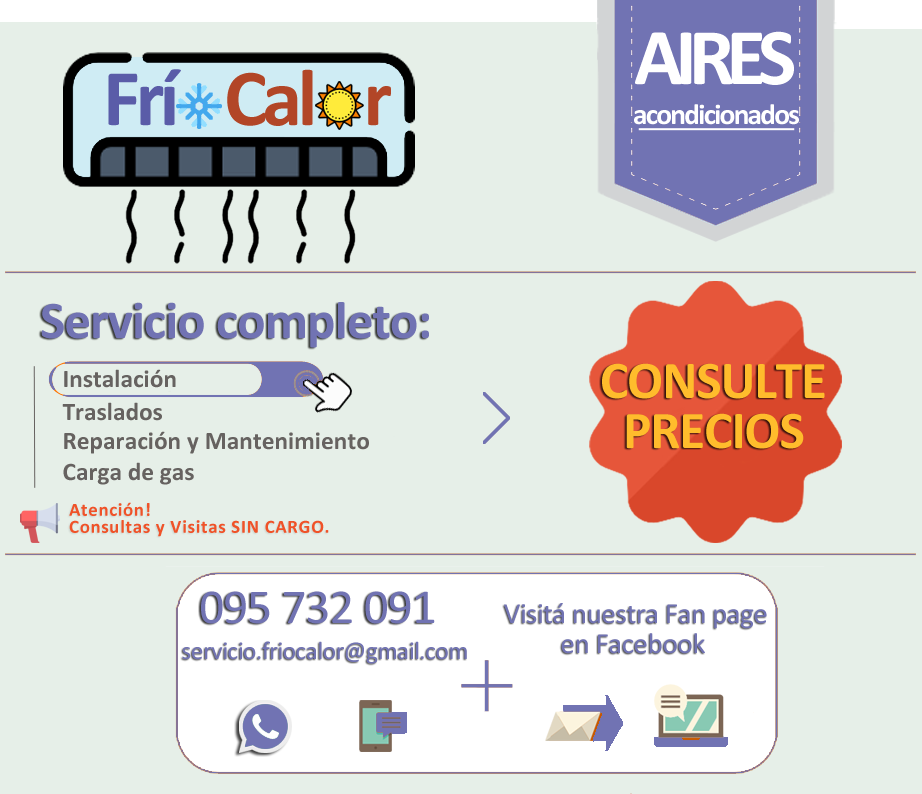 Frío Calor
AIRES
acondicionados
Servicio completo:
Instalación
Traslados
Reparación y Mantenimiento
Carga de gas
Atención!
Consultas y Visitas SIN CARGO.
CONSULTE
PRECIOS
095 732 091
servicio.friocalor@gmail.com
Visitá nuestra Fan page
en Facebook